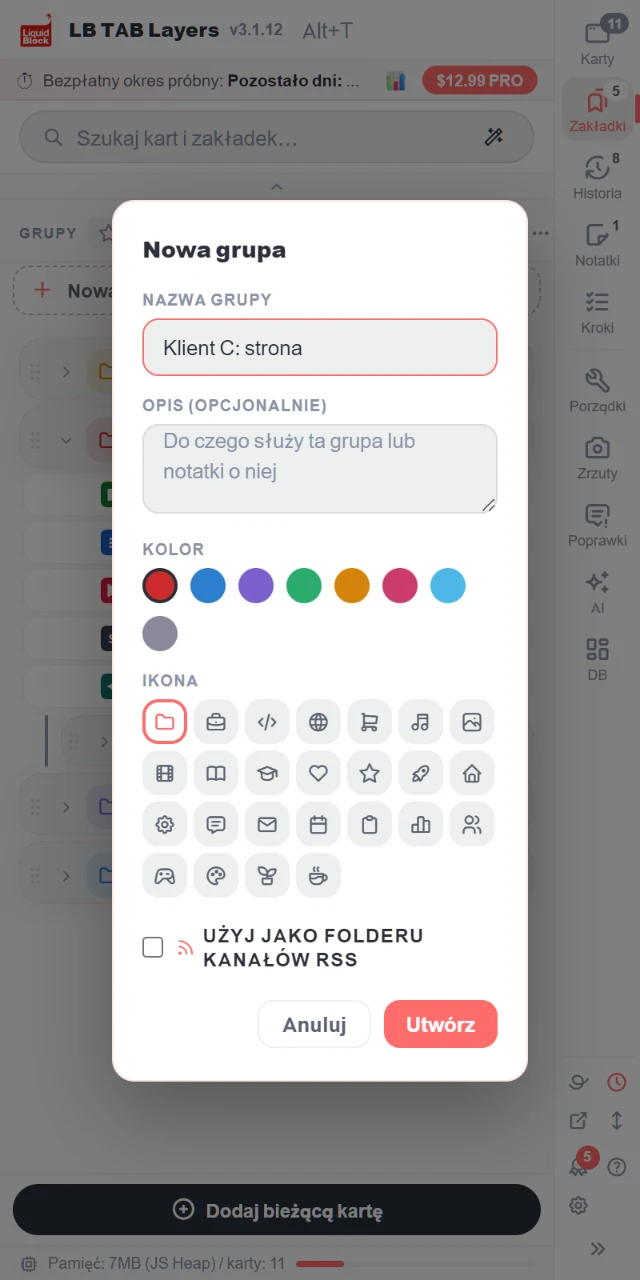 Liquid Block
LB TAB Layers v3.1.12 Alt+T
11
Karty
Bezpłatny okres próbny: Pozostało dni: ...
$12.99 PRO
5
Zakładki
Szukaj kart i zakładek...
8
Historia
GRUPY
1
Notatki
Nowa
Kroki
Porządki
Zrzuty
Poprawki
AI
DB
Nowa grupa
NAZWA GRUPY
Klient C: strona
OPIS (OPCJONALNIE)
Do czego służy ta grupa lub
notatki o niej
KOLOR
IKONA
UŻYJ JAKO FOLDERU
KANAŁÓW RSS
Anuluj
Utwórz
5
Dodaj bieżącą kartę
Pamięć: 7MB (JS Heap) / karty: 11